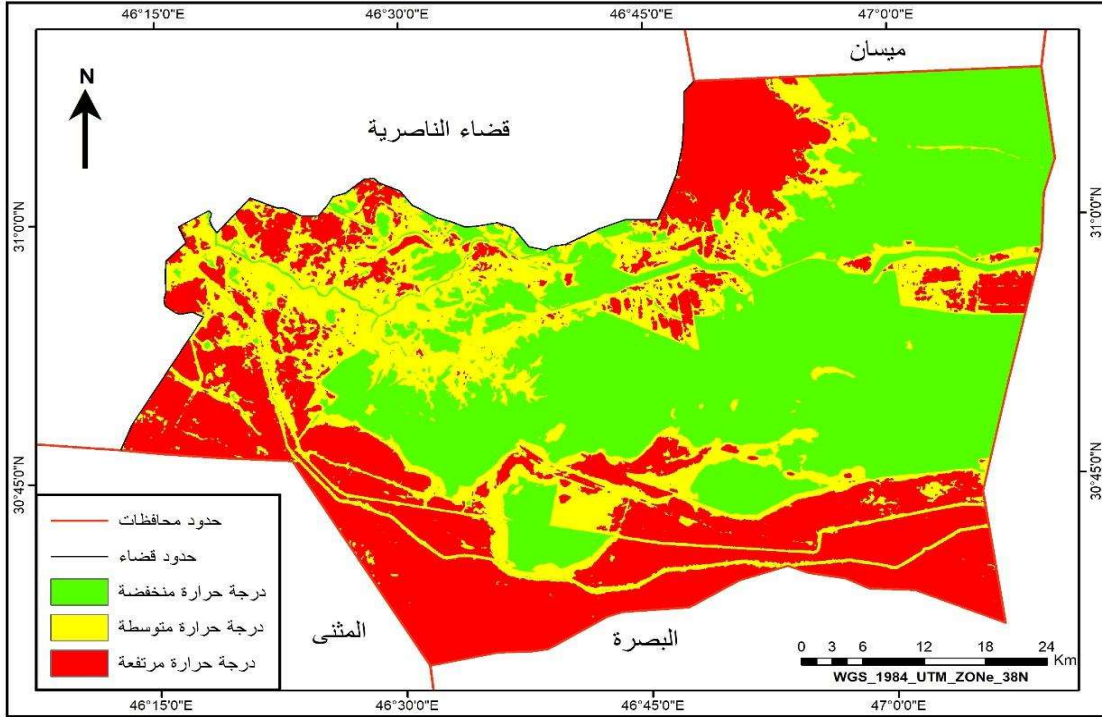 46°15'0"E 46°30'0"E 46°45'0"E 47°0'0"E
ميسان
N
قضاء الناصرية
31°0'0"N 31°0'0"N
30°45'0"N 30°45'0"N
حدود محافظات
حدود قضاء
درجة حرارة منخفضة
درجة حرارة متوسطة
درجة حرارة مرتفعة
المثنى
البصرة
0 3 6 12 18 24
Km
WGS_1984_UTM_ZONe_38N
46°15'0"E 46°30'0"E 46°45'0"E 47°0'0"E